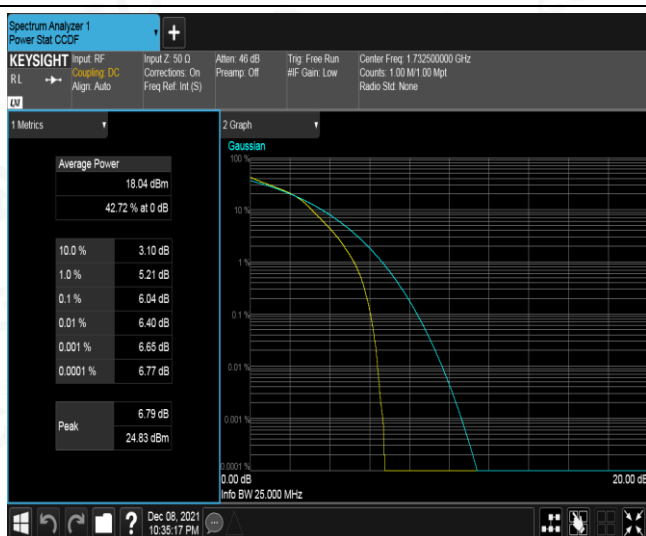 Spectrum Analyzer 1
Power Stat CCDF
+
KEYSIGHT
RL
LXI
Input: RF
Coupling: DC
Align: Auto
Input Z: 50 Ω
Corrections: On
Freq Ref: Int (S)
Atten: 46 dB
Preamp: Off
Trig: Free Run
#IF Gain: Low
Center Freq: 1.732500000 GHz
Counts: 1.00 M/1.00 Mpt
Radio Std: None
1 Metrics
Average Power
18.04 dBm
42.72 % at 0 dB
10.0 % 3.10 dB
1.0 % 5.21 dB
0.1 % 6.04 dB
0.01 % 6.40 dB
0.001 % 6.65 dB
0.0001 % 6.77 dB
Peak
6.79 dB
24.83 dBm
2 Graph
Gaussian
100 %
10 %
1 %
0.1 %
0.01 %
0.001 %
0.0001 %
0.00 dB
20.00 dB
Info BW 25.000 MHz
?
Dec 08, 2021
10:35:17 PM